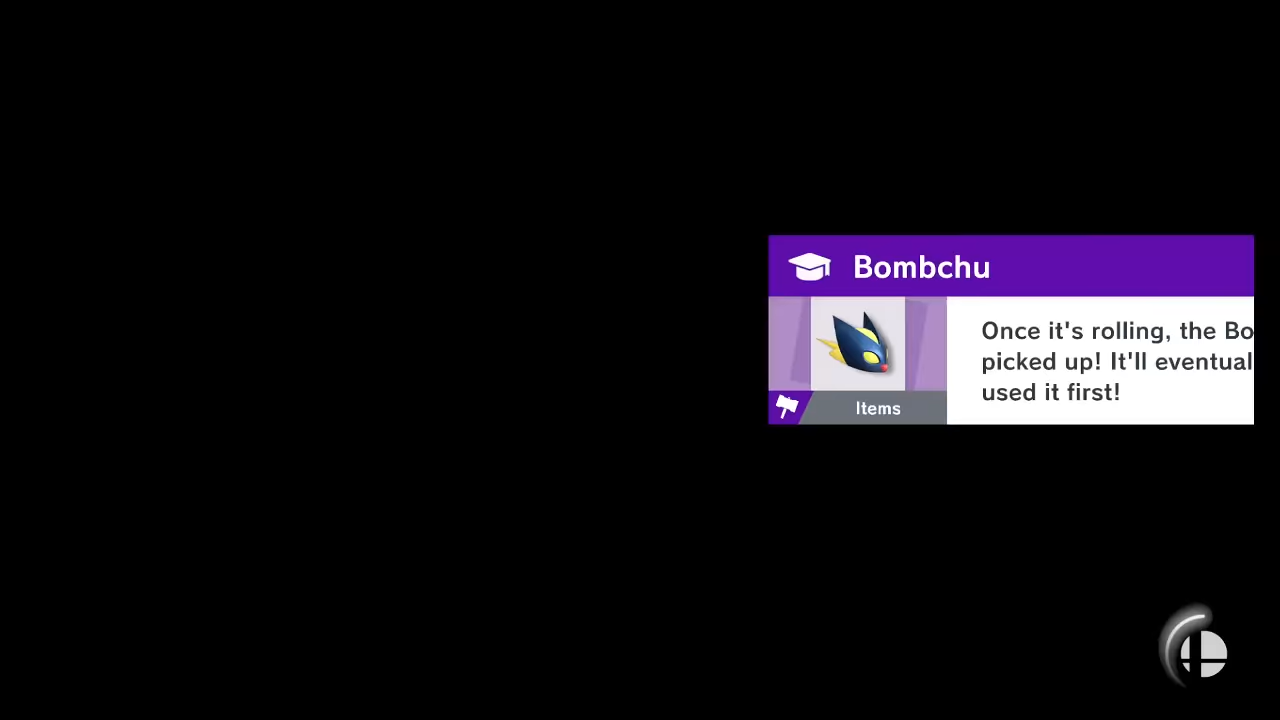 Bombchu
Once it's rolling, the Bo
picked up! It'll eventual
used it first!
Items